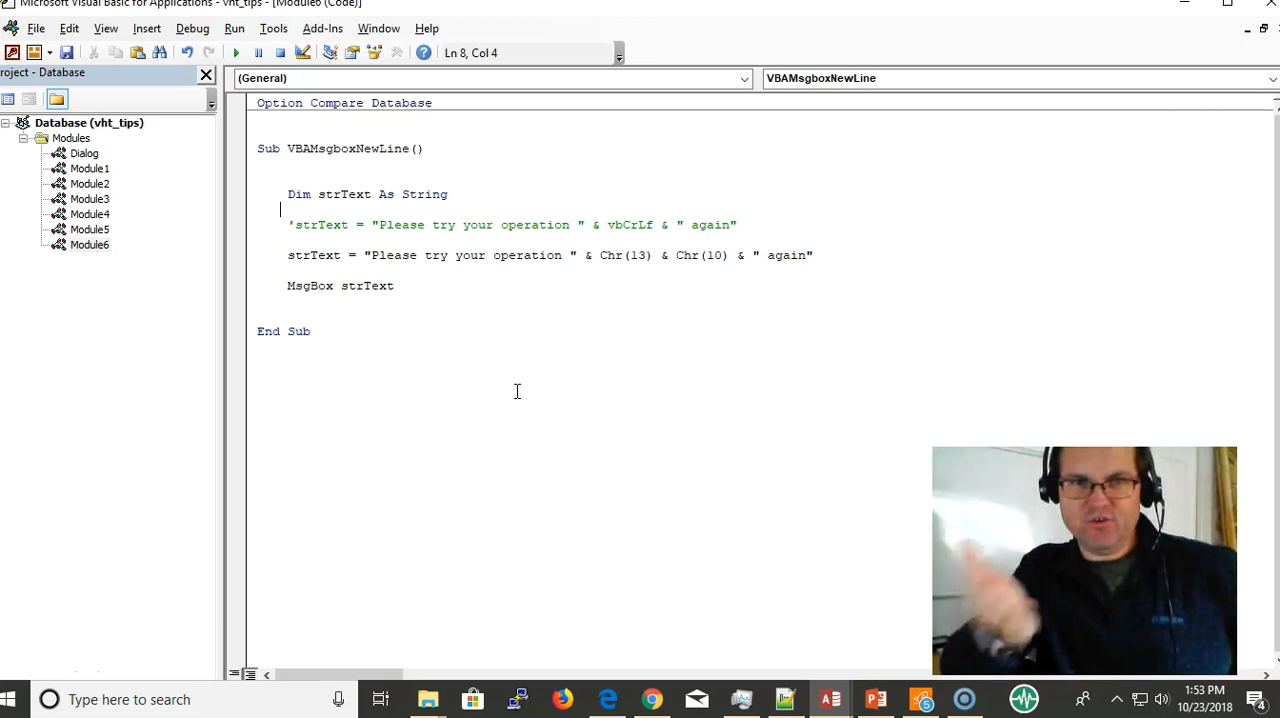 Microsoft Visual Basic for Applications - vht_tips - [Module6 (Code)]
File Edit View Insert Format Debug Run Tools Add-Ins Window Help
Ln 8, Col 4
roject - Database
(General)
VBAMsgboxNewLine
Database (vht_tips)
Modules
Dialog
Module1
Module2
Module3
Module4
Module5
Module6
Option Compare Database
Sub VBAMsgboxNewLine()
Dim strText As String
'strText = "Please try your operation " & vbCrLf & " again"
strText = "Please try your operation " & Chr(13) & Chr(10) & " again"
MsgBox strText
End Sub
Type here to search
5
1:53 PM
10/23/2018
4